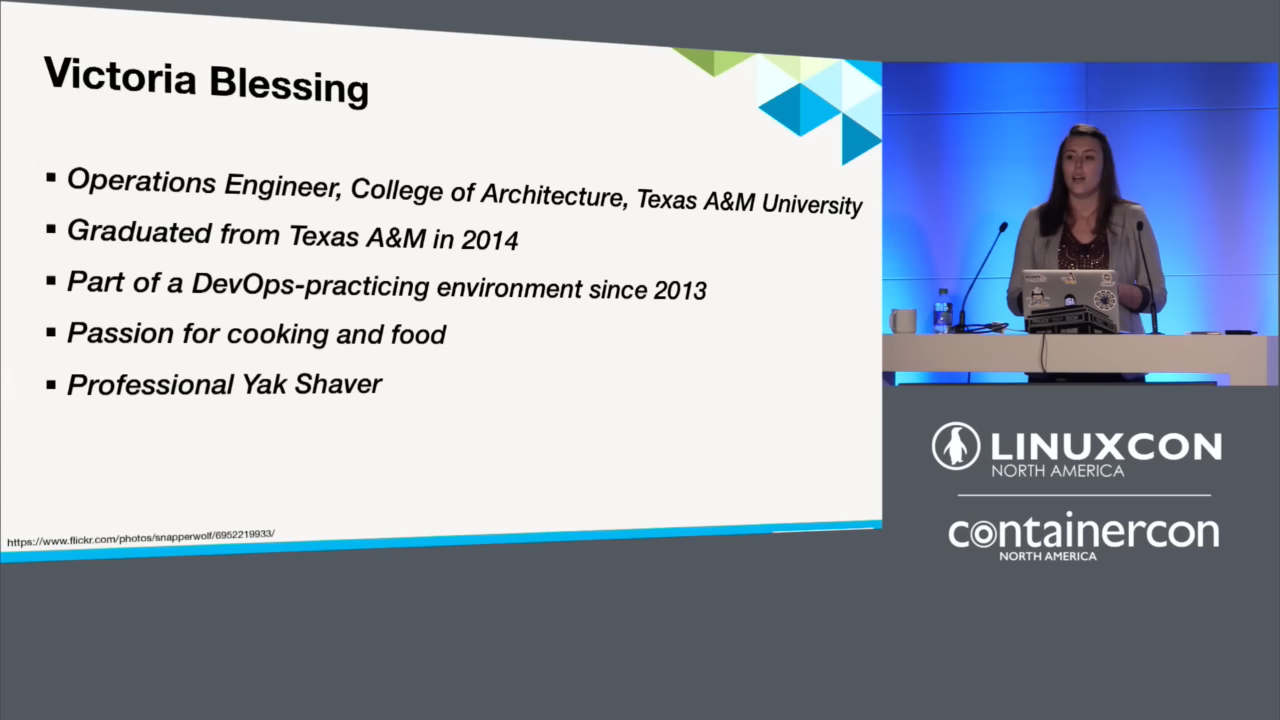 Victoria Blessing
▪ Operations Engineer, College of Architecture, Texas A&M University
▪ Graduated from Texas A&M in 2014
▪ Part of a DevOps-practicing environment since 2013
▪ Passion for cooking and food
▪ Professional Yak Shaver
https://www.flickr.com/photos/snapperwolf/6952219933/
LINUXCON
NORTH AMERICA
containercon
NORTH AMERICA